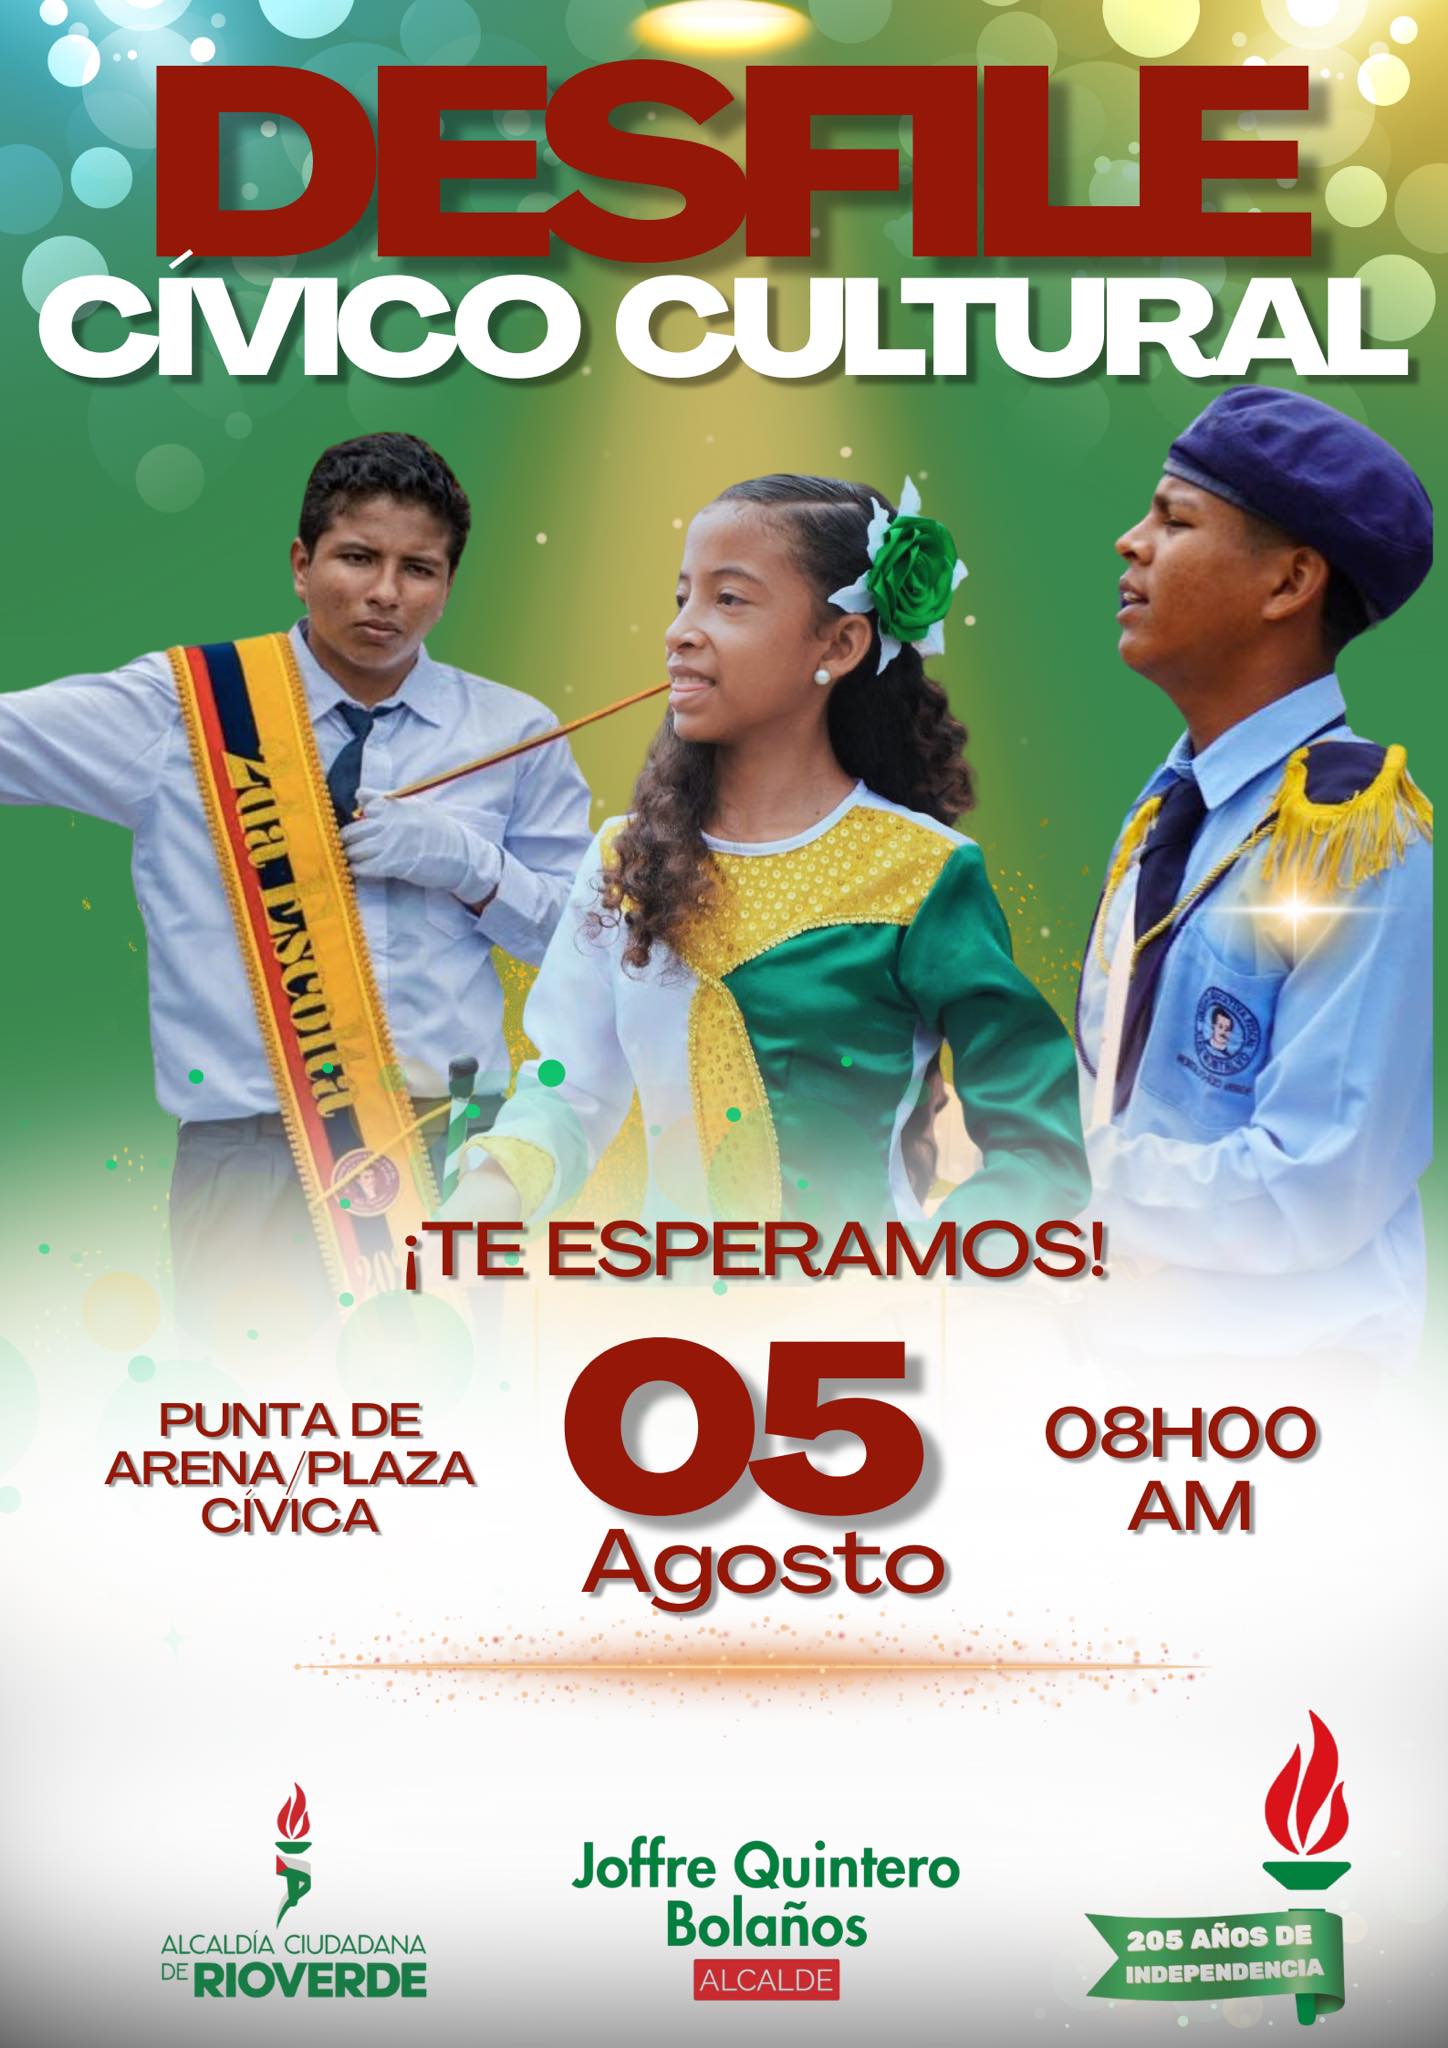 DESFILE
CÍVICO CULTURAL
¡TE ESPERAMOS!
PUNTA DE
ARENA/PLAZA
CÍVICA
05
Agosto
08H00
AM
ALCALDÍA CIUDADANA
DE RIOVERDE
Joffre Quintero
Bolaños
ALCALDE
205 AÑOS DE
INDEPENDENCIA